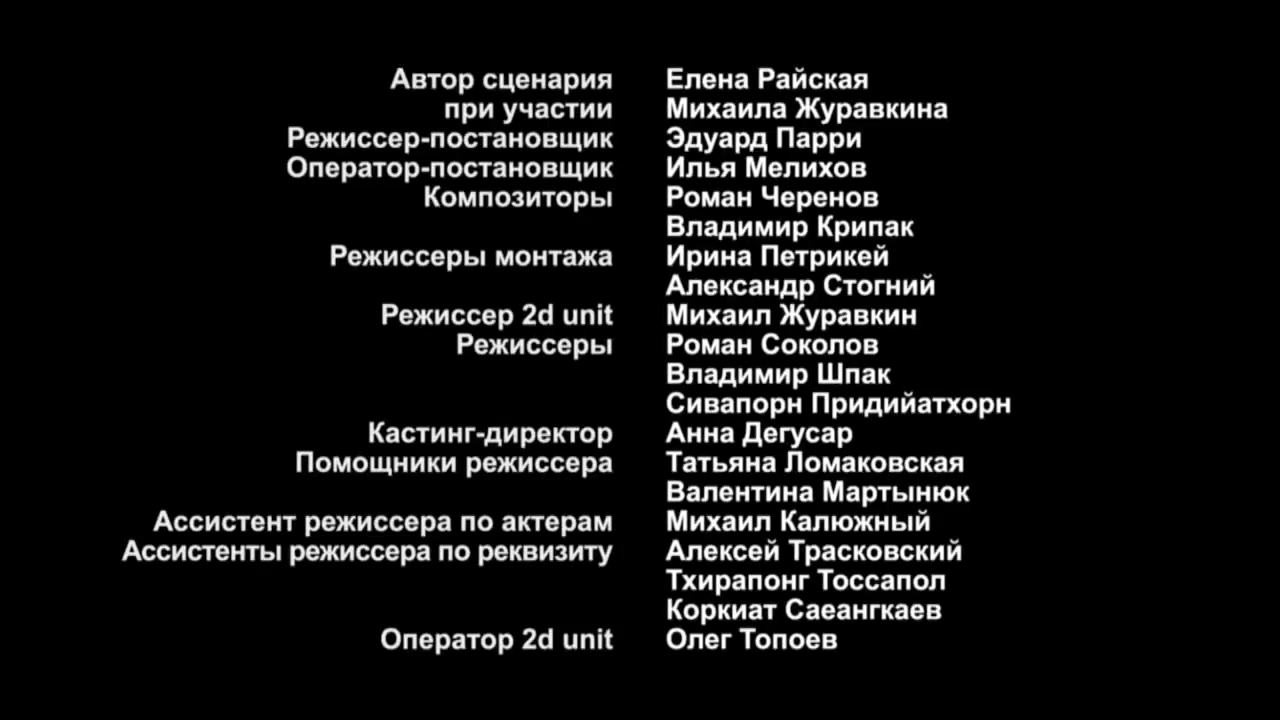 Автор сценария Елена Райская
при участии Михаила Журавкина
Режиссер-постановщик Эдуард Парри
Оператор-постановщик Илья Мелихов
Композиторы Роман Черенов
Владимир Крипак
Режиссеры монтажа Ирина Петрикей
Александр Стогний
Режиссер 2d unit Михаил Журавкин
Режиссеры Роман Соколов
Владимир Шпак
Сивапорн Придийатхорн
Кастинг-директор Анна Дегусар
Помощники режиссера Татьяна Ломаковская
Валентина Мартынюк
Ассистент режиссера по актерам Михаил Калюжный
Ассистенты режиссера по реквизиту Алексей Трасковский
Тхирапонг Тоссапол
Коркиат Саеангкаев
Оператор 2d unit Олег Топоев